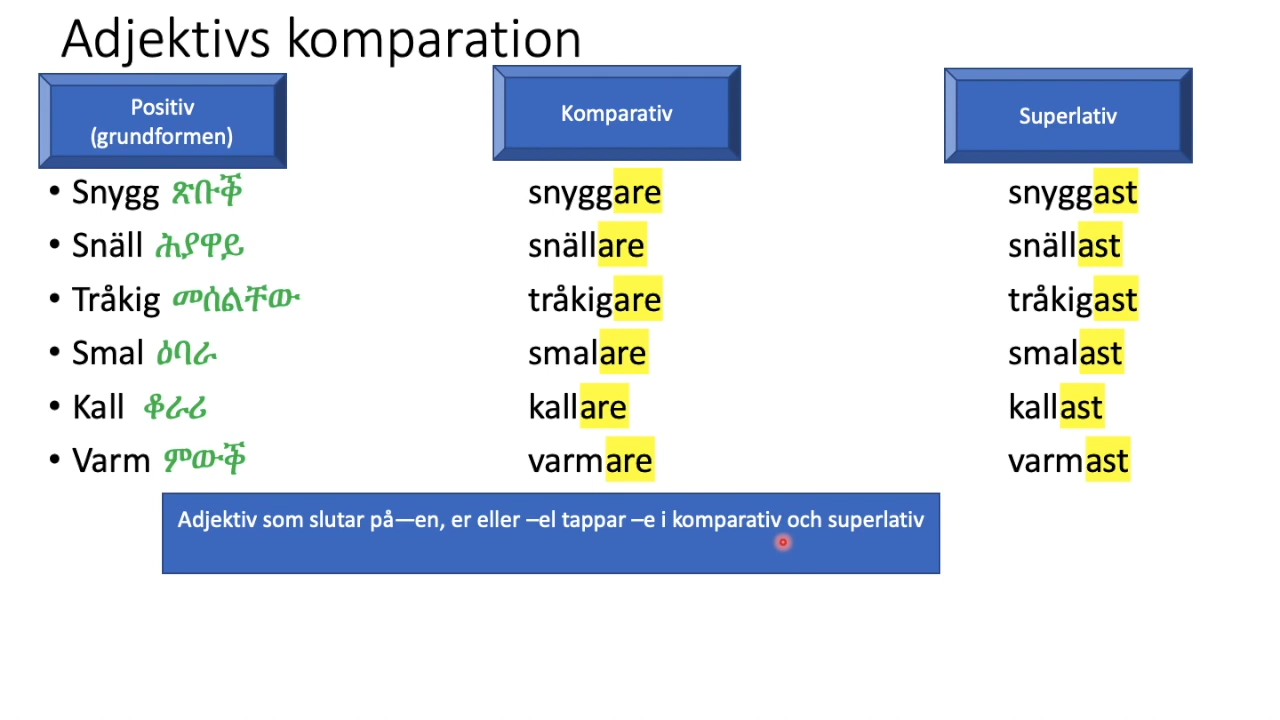 Adjektivs komparation
Positiv
(grundformen)
Komparativ
Superlativ
• Snygg ጽቡቕ snyggare snyggast
• Snäll ሕያዋይ snällare snällast
• Tråkig መሰልቸው tråkigare tråkigast
• Smal ዕባራ smalare smalast
• Kall ቆራሪ kallare kallast
• Varm ምውቕ varmare varmast
Adjektiv som slutar på—en, er eller –el tappar –e i komparativ och superlativ